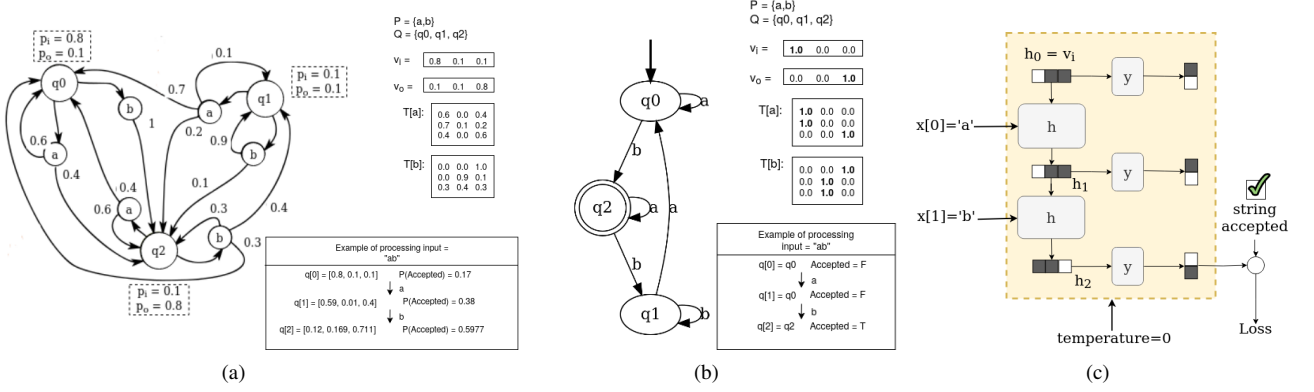 p_i = 0.8
p_o = 0.1
q0
b
1
0.6
a
0.4
0.7
0.1
a
0.2
q1
p_i = 0.1
p_o = 0.1
0.9
b
0.1
0.4
0.6
a
q2
0.3
b
0.4
0.3
p_i = 0.1
p_o = 0.8
P = {a,b}
Q = {q0, q1, q2}
v_i = 0.8 0.1 0.1
v_o = 0.1 0.1 0.8
T[a]:
0.6 0.0 0.4
0.7 0.1 0.2
0.4 0.0 0.6
T[b]:
0.0 0.0 1.0
0.0 0.9 0.1
0.3 0.4 0.3
Example of processing input =
"ab"
q[0] = [0.8, 0.1, 0.1] P(Accepted) = 0.17
a
q[1] = [0.59, 0.01, 0.4] P(Accepted) = 0.38
b
q[2] = [0.12, 0.169, 0.711] P(Accepted) = 0.5977
(a)
q0
a
b
q2
a
a
b
q1
b
P = {a,b}
Q = {q0, q1, q2}
v_i = 1.0 0.0 0.0
v_o = 0.0 0.0 1.0
T[a]:
1.0 0.0 0.0
1.0 0.0 0.0
0.0 0.0 1.0
T[b]:
0.0 0.0 1.0
0.0 1.0 0.0
0.0 1.0 0.0
Example of processing
input = "ab"
q[0] = q0 Accepted = F
a
q[1] = q0 Accepted = F
b
q[2] = q2 Accepted = T
(b)
h_0 = v_i
y
x[0]='a'
h
h_1
y
x[1]='b'
h
h_2
y
string
accepted
temperature=0
Loss
(c)